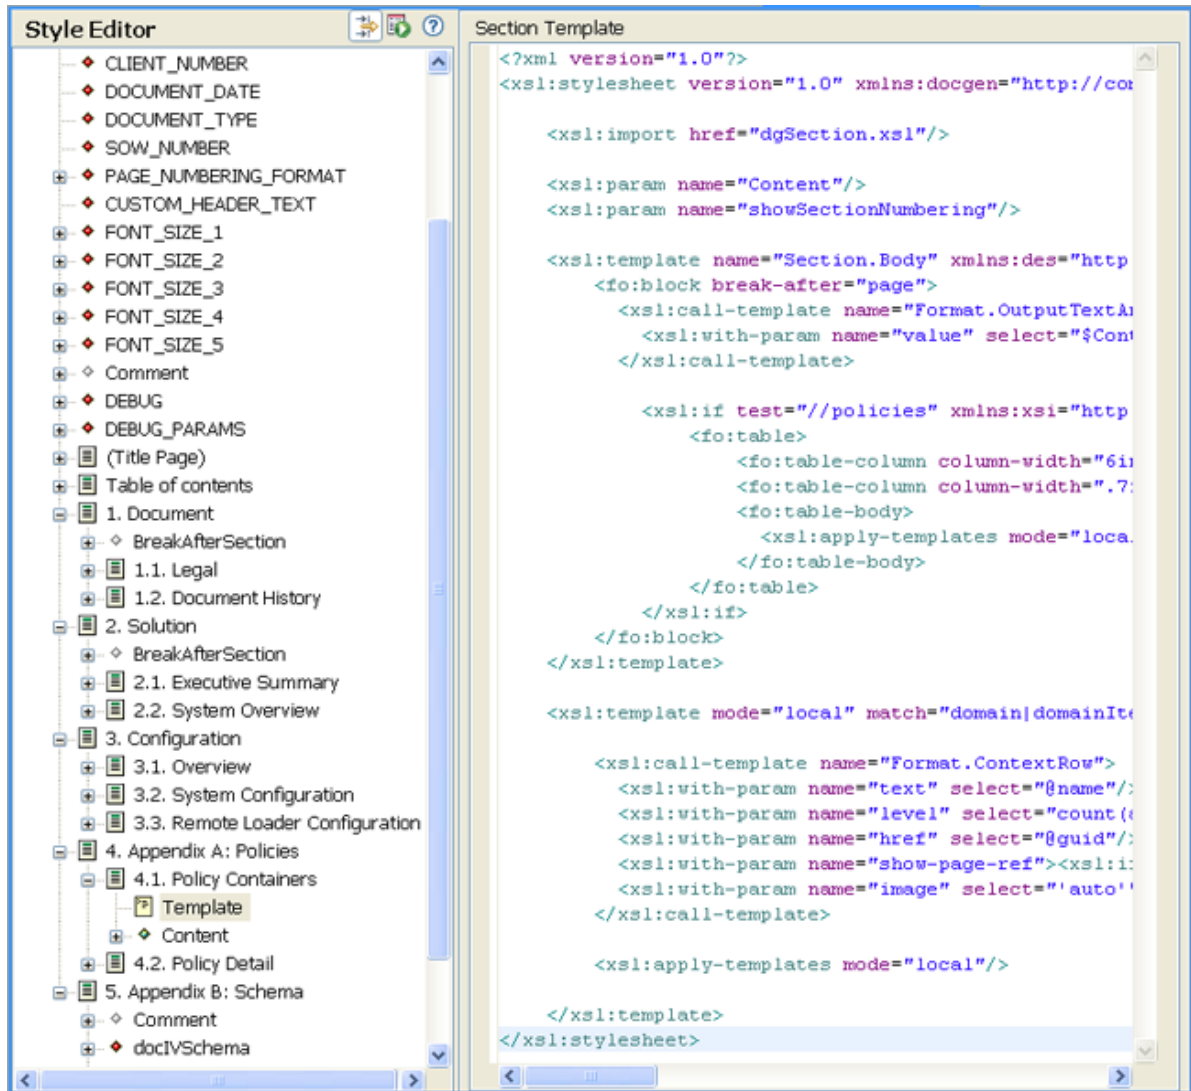 Style Editor
CLIENT_NUMBER
DOCUMENT_DATE
DOCUMENT_TYPE
SOW_NUMBER
PAGE_NUMBERING_FORMAT
CUSTOM_HEADER_TEXT
FONT_SIZE_1
FONT_SIZE_2
FONT_SIZE_3
FONT_SIZE_4
FONT_SIZE_5
Comment
DEBUG
DEBUG_PARAMS
(Title Page)
Table of contents
1. Document
BreakAfterSection
1.1. Legal
1.2. Document History
2. Solution
BreakAfterSection
2.1. Executive Summary
2.2. System Overview
3. Configuration
3.1. Overview
3.2. System Configuration
3.3. Remote Loader Configuration
4. Appendix A: Policies
4.1. Policy Containers
Template
Content
4.2. Policy Detail
5. Appendix B: Schema
Comment
docIVSchema
Section Template
<?xml version="1.0"?>
<xsl:stylesheet version="1.0" xmlns:docgen="http://co
<xsl:import href="dgSection.xsl"/>
<xsl:param name="Content"/>
<xsl:param name="showSectionNumbering"/>
<xsl:template name="Section.Body" xmlns:des="http
<fo:block break-after="page">
<xsl:call-template name="Format.OutputTextA
<xsl:with-param name="value" select="$Con
</xsl:call-template>
<xsl:if test="//policies" xmlns:xsi="http
<fo:table>
<fo:table-column column-width="6i
<fo:table-column column-width=".7
<fo:table-body>
<xsl:apply-templates mode="loca
</fo:table-body>
</fo:table>
</xsl:if>
</fo:block>
</xsl:template>
<xsl:template mode="local" match="domain|domainIt
<xsl:call-template name="Format.ContextRow">
<xsl:with-param name="text" select="@name"/
<xsl:with-param name="level" select="count(
<xsl:with-param name="href" select="@guid"/
<xsl:with-param name="show-page-ref"><xsl:i
<xsl:with-param name="image" select="'auto'
</xsl:call-template>
<xsl:apply-templates mode="local"/>
</xsl:template>
</xsl:stylesheet>